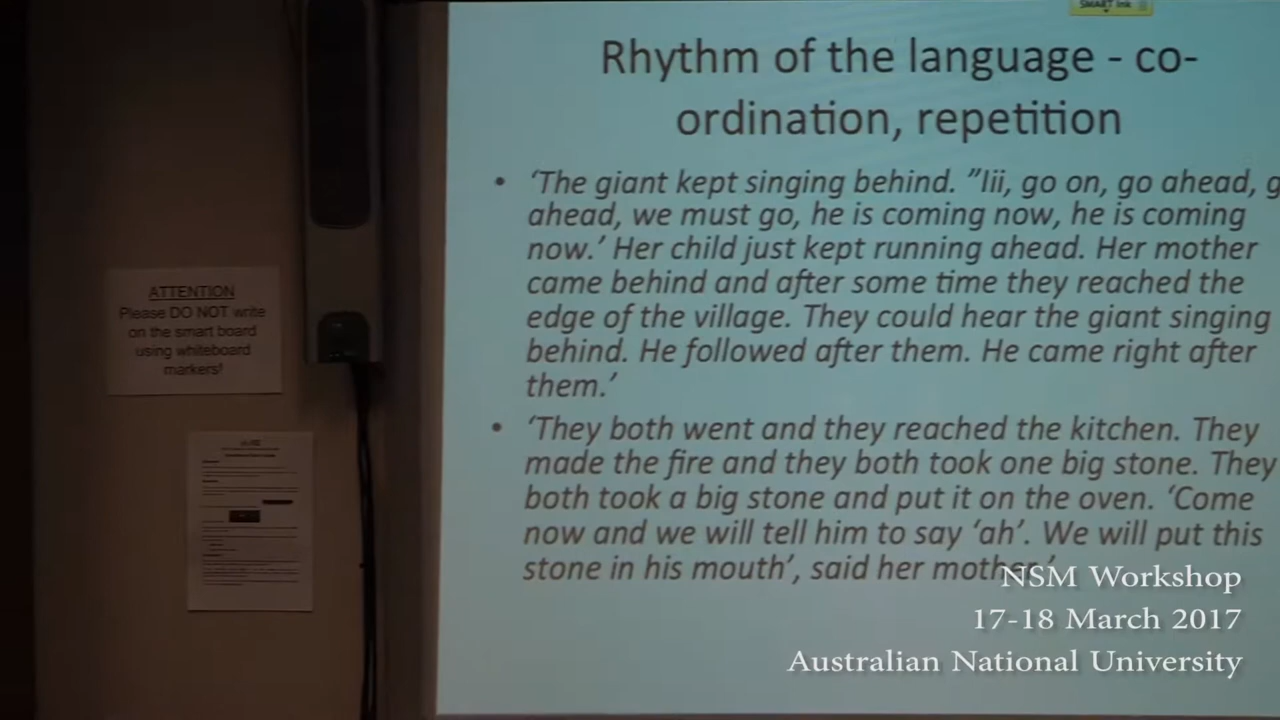 SMART Ink
Rhythm of the language - co-
ordination, repetition
• ‘The giant kept singing behind. ”Iii, go on, go ahead, g
ahead, we must go, he is coming now, he is coming
now.’ Her child just kept running ahead. Her mother
came behind and after some time they reached the
edge of the village. They could hear the giant singing
behind. He followed after them. He came right after
them.’
• ‘They both went and they reached the kitchen. They
made the fire and they both took one big stone. They
both took a big stone and put it on the oven. ‘Come
now and we will tell him to say ‘ah’. We will put this
stone in his mouth’, said her mother.’
ATTENTION
Please DO NOT write
on the smart board
using whiteboard
markers!
NSM Workshop
17-18 March 2017
Australian National University